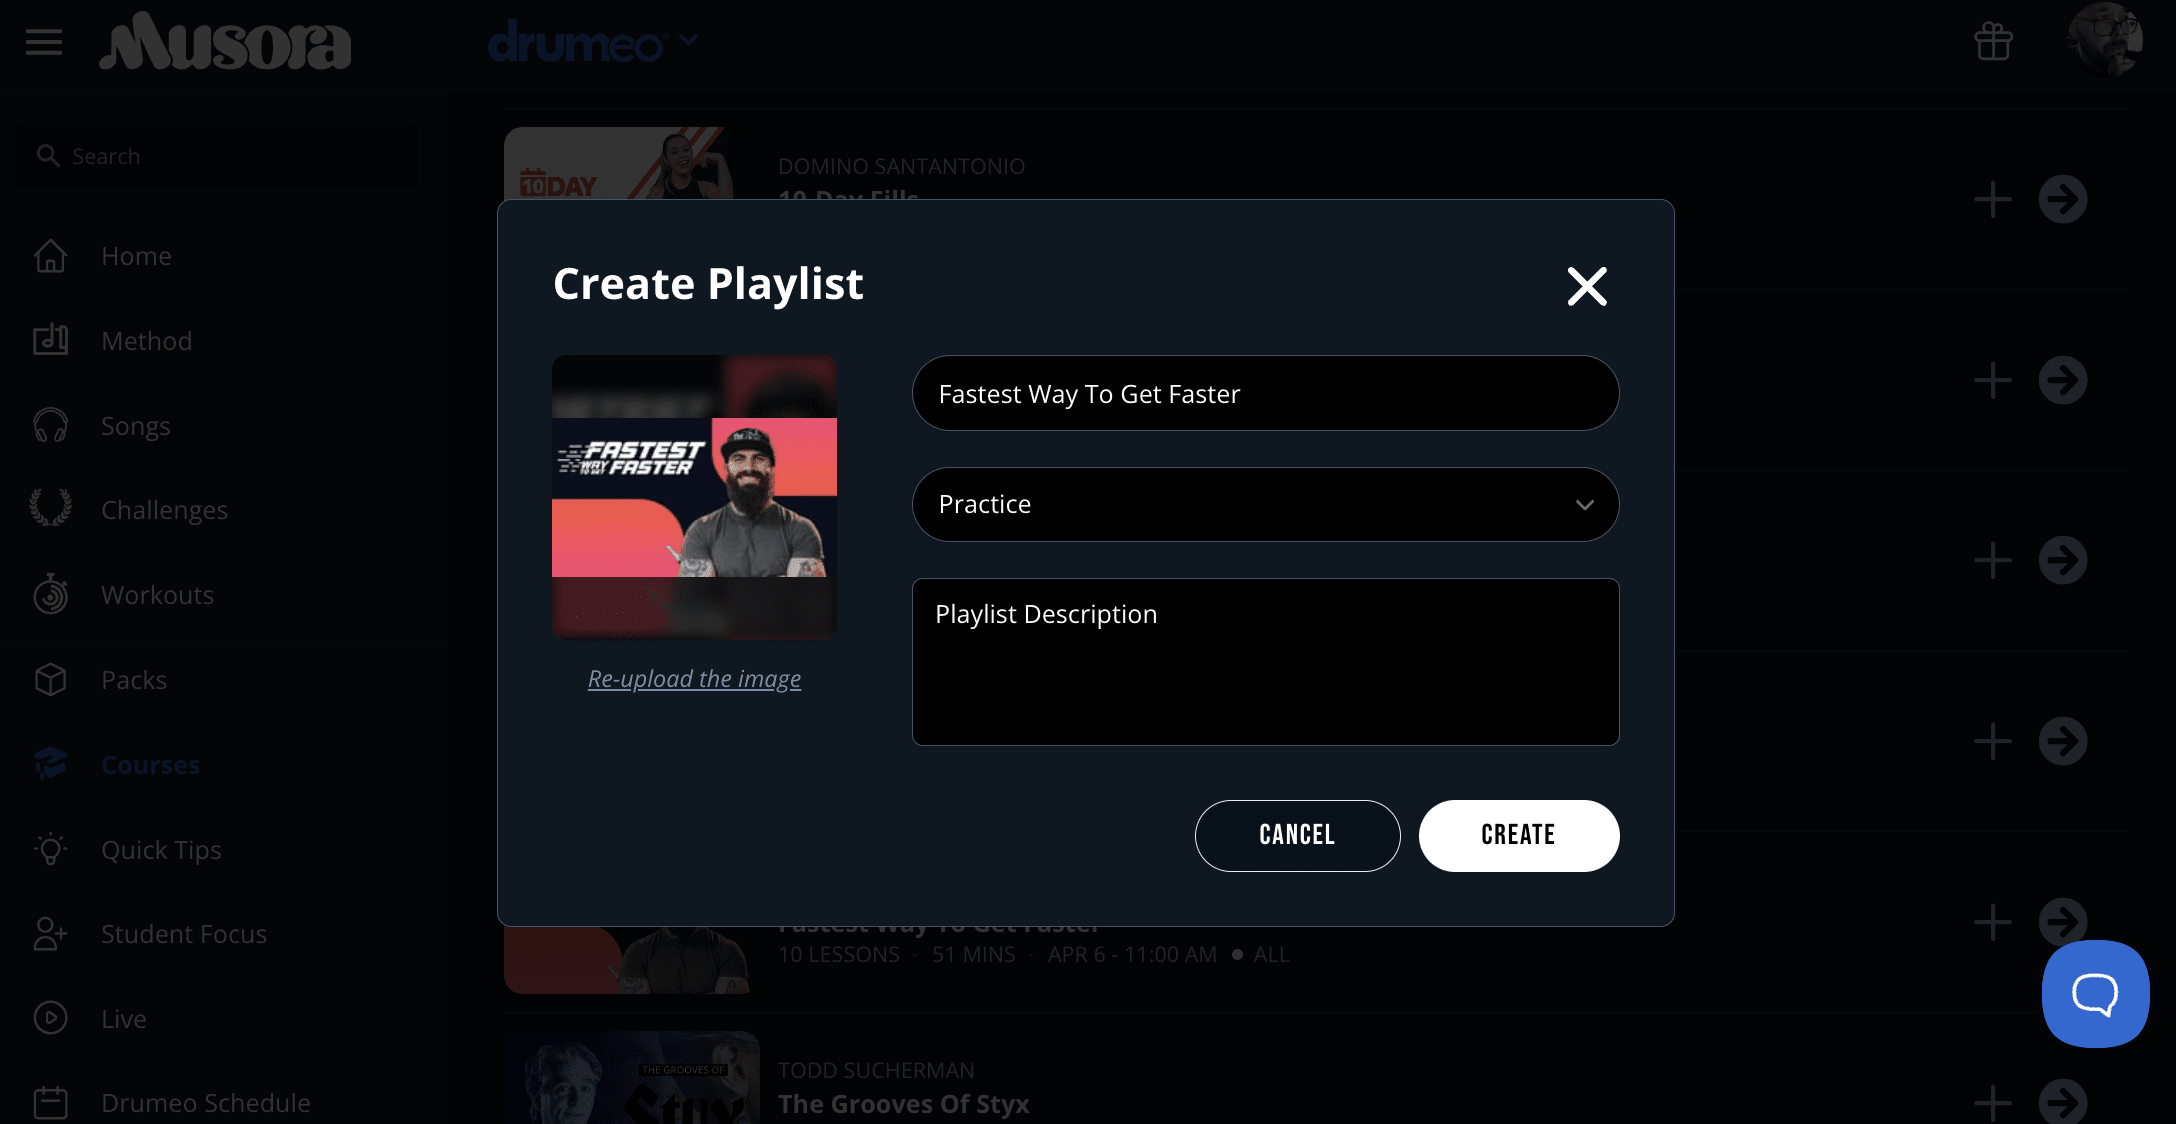 Musora
drumeo
Search
Home
Method
Songs
Challenges
Workouts
Packs
Courses
Quick Tips
Student Focus
Live
Drumeo Schedule
10 DAY
DOMINO SANTANTONIO
10-Day Fills
Create Playlist
FASTEST
WAY TO GET FASTER
Re-upload the image
Fastest Way To Get Faster
Practice
Playlist Description
CANCEL
CREATE
Fastest Way To Get Faster
10 LESSONS · 51 MINS · APR 6 - 11:00 AM ● ALL
THE GROOVES OF
Styx
TODD SUCHERMAN
The Grooves Of Styx